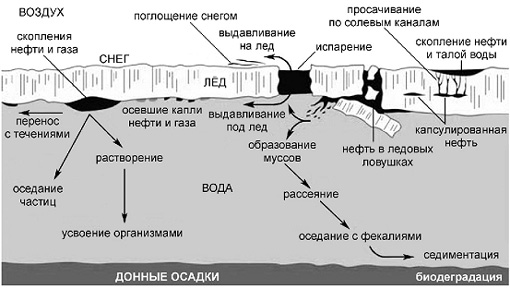 ВОЗДУХ
поглощение снегом
просачивание
по солевым каналам
выдавливание
на лед
испарение
скопления
нефти и газа
скопление нефти
и талой воды
СНЕГ
ЛЁД
перенос
с течениями
осевшие капли
нефти и газа
выдавливание
под лед
капсулированная
нефть
образование
муссов
нефть в ледовых
ловушках
растворение
оседание
частиц
ВОДА
рассеяние
усвоение организмами
оседание с фекалиями
седиментация
ДОННЫЕ ОСАДКИ
биодеградация